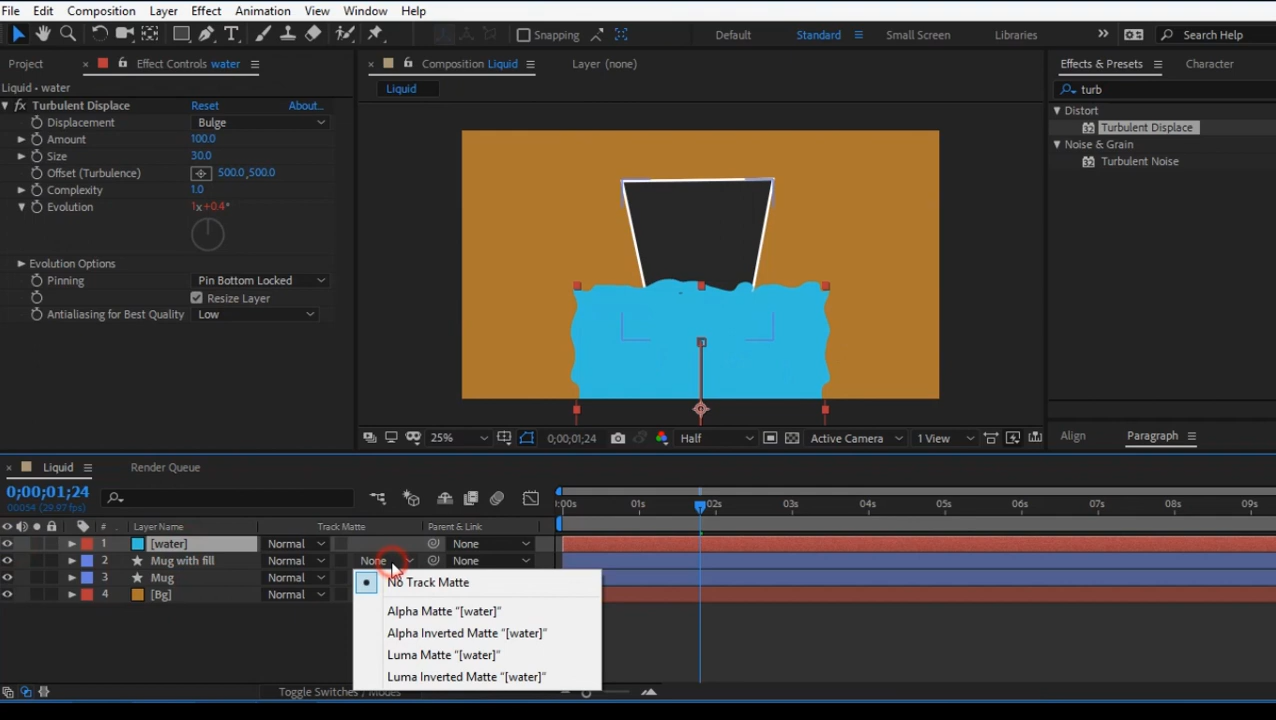 File Edit Composition Layer Effect Animation View Window Help
Snapping Default Standard Small Screen Libraries Search Help
Project Effect Controls water
Composition Liquid Layer (none)
Effects & Presets Character
Liquid • water
Liquid
turb
fx Turbulent Displace Reset About...
Displacement Bulge
Amount 100.0
Size 30.0
Offset (Turbulence) 500.0,500.0
Complexity 1.0
Evolution 1x+0.4°
Evolution Options
Pinning Pin Bottom Locked
Resize Layer
Antialiasing for Best Quality Low
Distort
Turbulent Displace
Noise & Grain
Turbulent Noise
25% 0;00;01;24 Half Active Camera 1 View
Align Paragraph
Liquid Render Queue
0;00;01;24
00054 (29.97 fps)
:00s 01s 02s 03s 04s 05s 06s 07s 08s 09s
# Layer Name Track Matte Parent & Link
1 [water] Normal None
2 Mug with fill Normal None None
3 Mug Normal
4 [Bg] Normal
No Track Matte
Alpha Matte "[water]"
Alpha Inverted Matte "[water]"
Luma Matte "[water]"
Luma Inverted Matte "[water]"
Toggle Switches / Modes